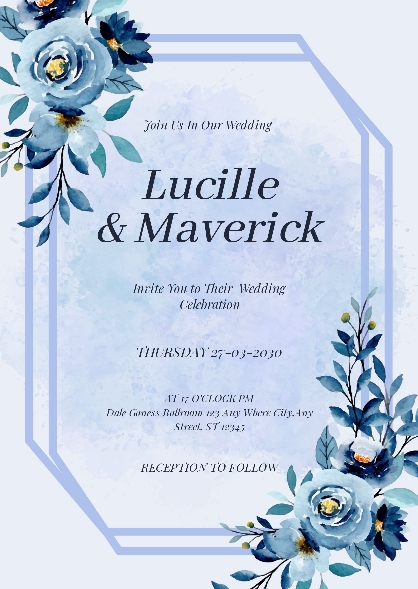 Join Us In Our Wedding
Lucille
& Maverick
Invite You to Their Wedding
Celebration
THURSDAY 27-03-2030
AT 17 O'CLOCK PM
Dale Ganess Ballroom 123 Any Where City,Any
Street, ST 12345
RECEPTION TO FOLLOW